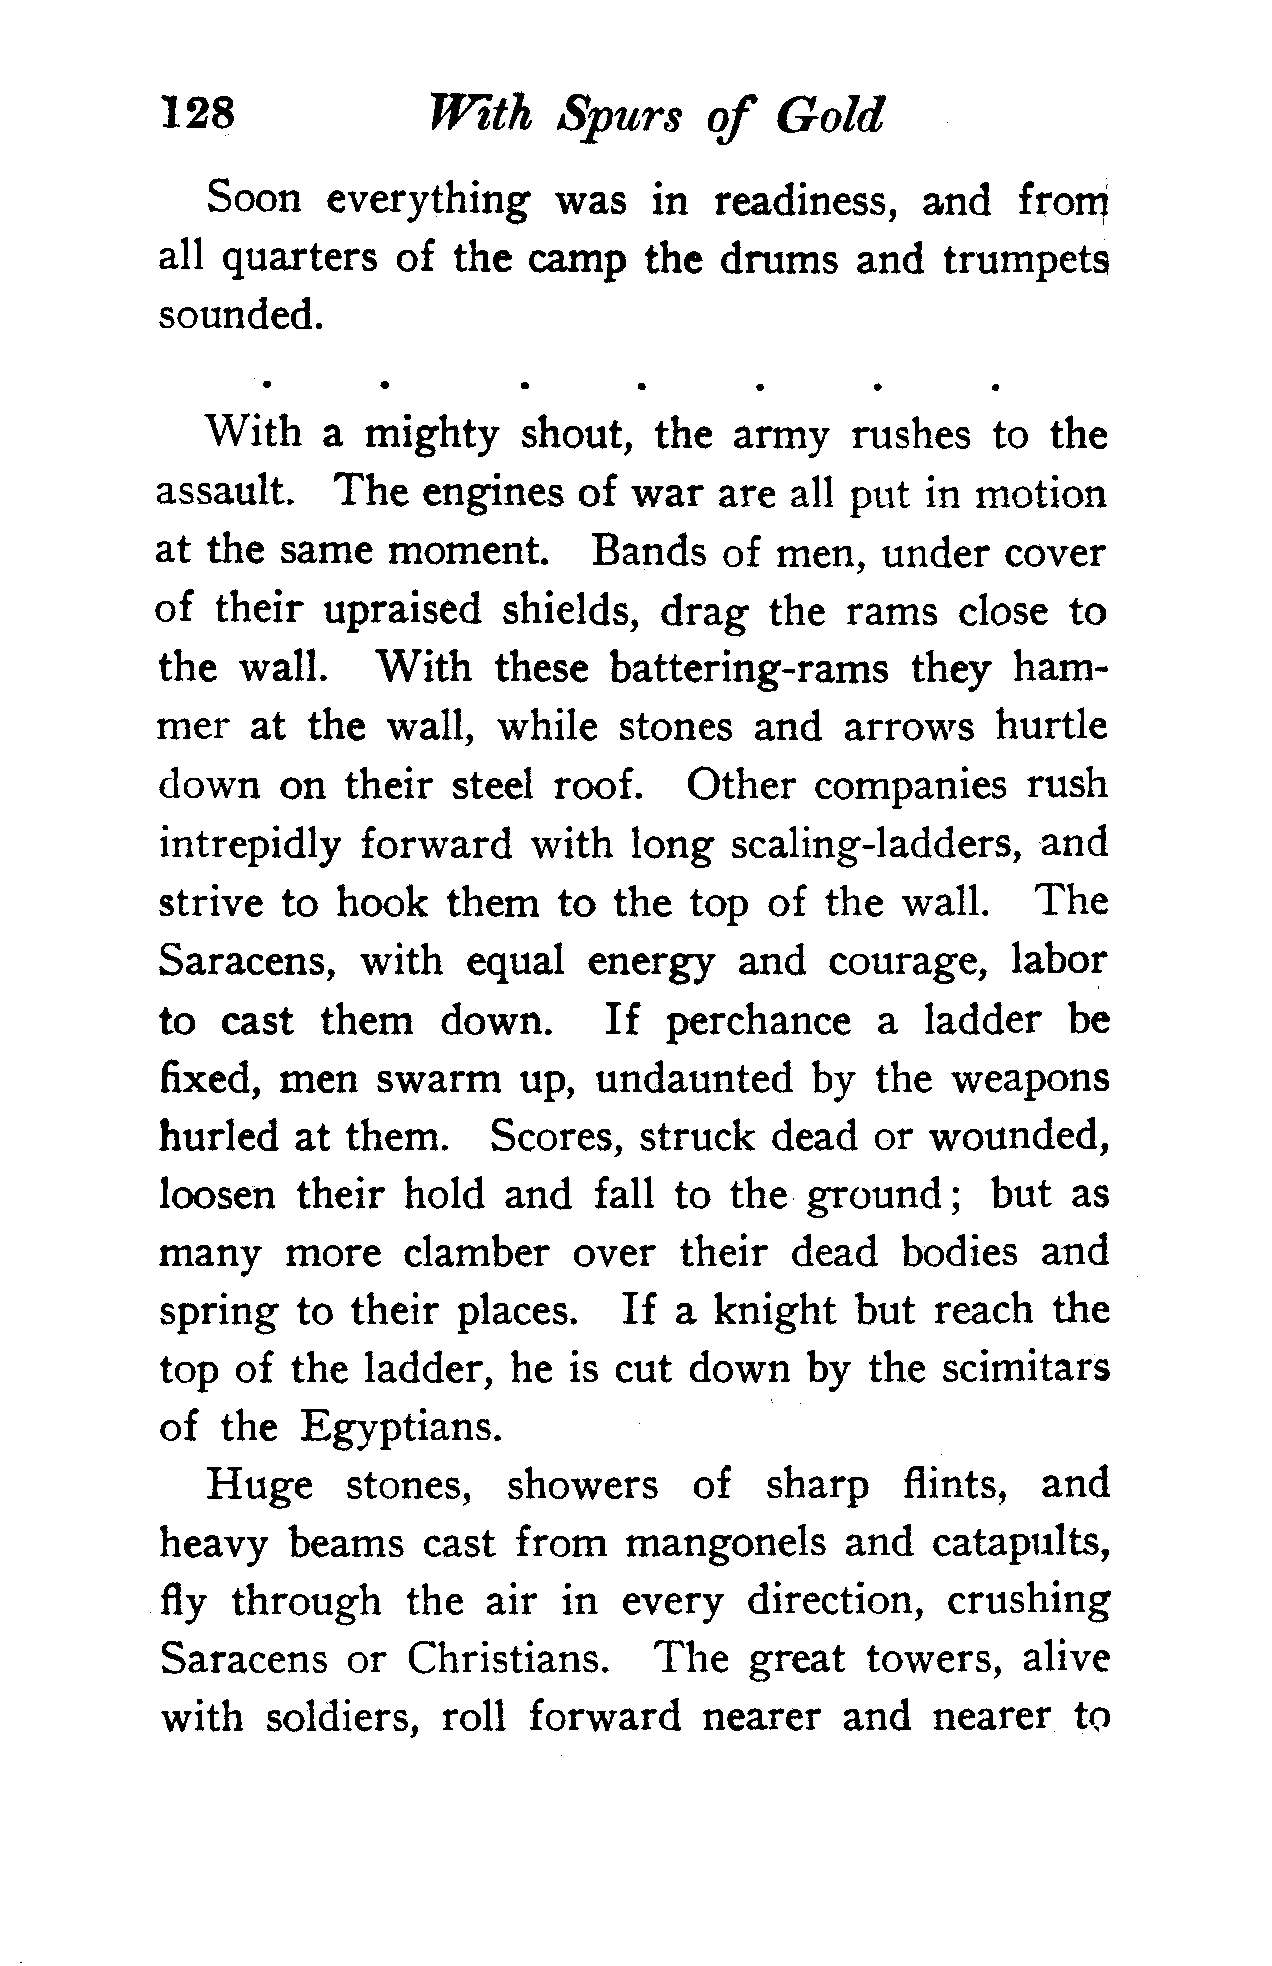 128 With Spurs of Gold
Soon everything was in readiness, and from
all quarters of the camp the drums and trumpets
sounded.
. . . . . . .
With a mighty shout, the army rushes to the
assault. The engines of war are all put in motion
at the same moment. Bands of men, under cover
of their upraised shields, drag the rams close to
the wall. With these battering-rams they ham-
mer at the wall, while stones and arrows hurtle
down on their steel roof. Other companies rush
intrepidly forward with long scaling-ladders, and
strive to hook them to the top of the wall. The
Saracens, with equal energy and courage, labor
to cast them down. If perchance a ladder be
fixed, men swarm up, undaunted by the weapons
hurled at them. Scores, struck dead or wounded,
loosen their hold and fall to the ground; but as
many more clamber over their dead bodies and
spring to their places. If a knight but reach the
top of the ladder, he is cut down by the scimitars
of the Egyptians.
Huge stones, showers of sharp flints, and
heavy beams cast from mangonels and catapults,
fly through the air in every direction, crushing
Saracens or Christians. The great towers, alive
with soldiers, roll forward nearer and nearer to